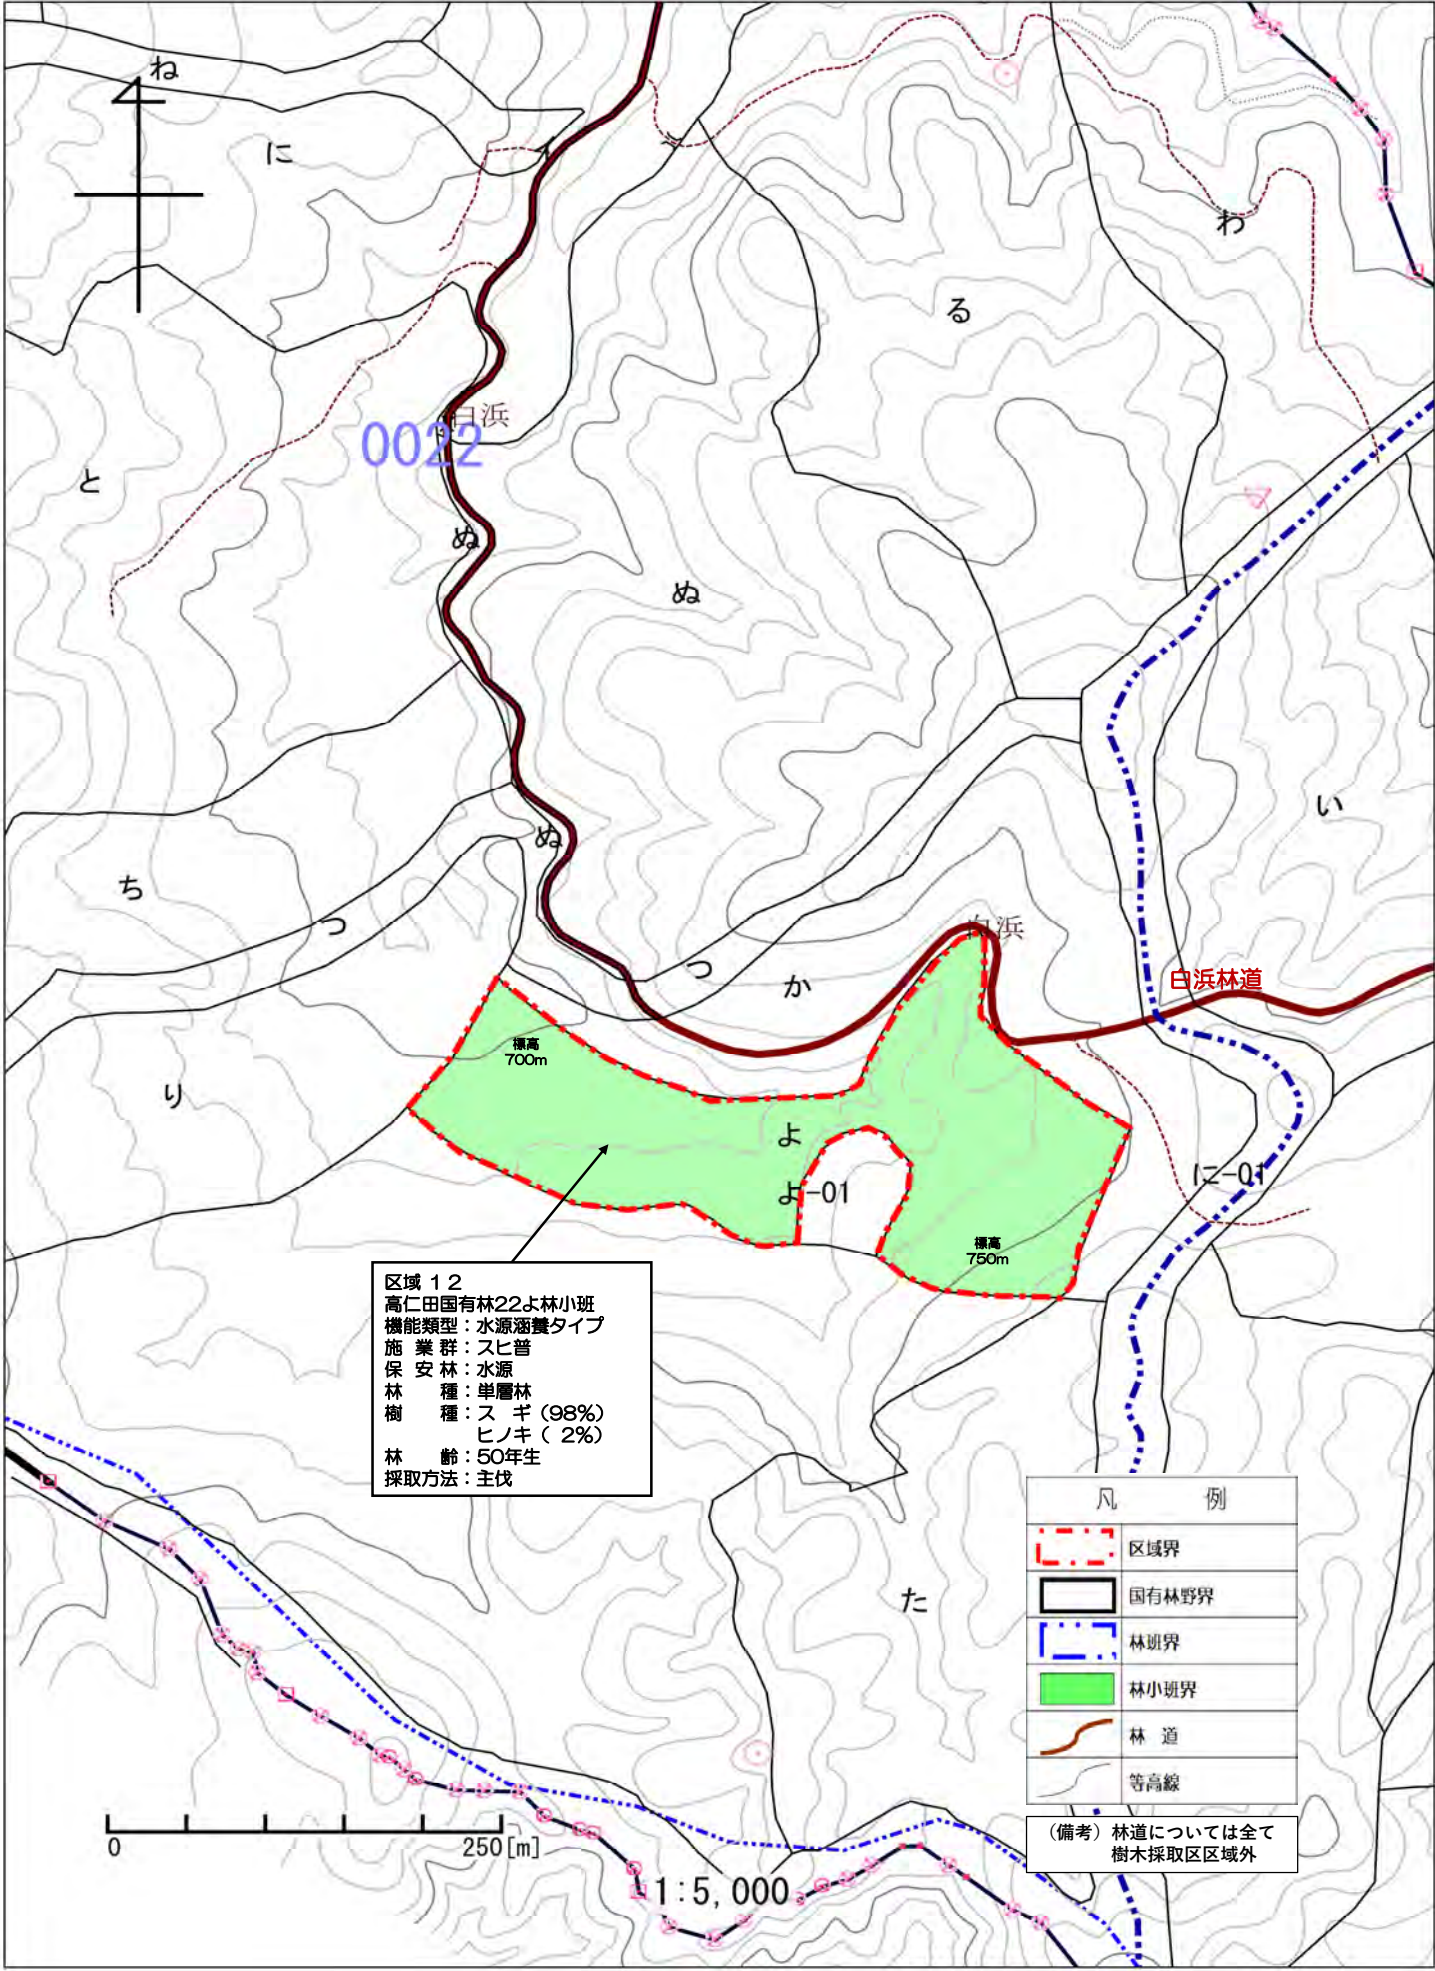 ね
に
わ
る
白浜
0022
と
ぬ
ぬ
い
ぬ
ち
つ
白浜
つ
か
白浜林道
標高
700m
り
よ
よ-01
に-01
標高
750m
区域 12
高仁田国有林22よ林小班
機能類型：水源涵養タイプ
施 業 群：スヒ普
保 安 林：水源
林　　種：単層林
樹　　種：ス　ギ（98%）
ヒノキ（ 2%）
林　　齢：50年生
採取方法：主伐
た
凡　例
区域界
国有林野界
林班界
林小班界
林　道
等高線
（備考）林道については全て
樹木採取区区域外
0　250[m]
1:5,000